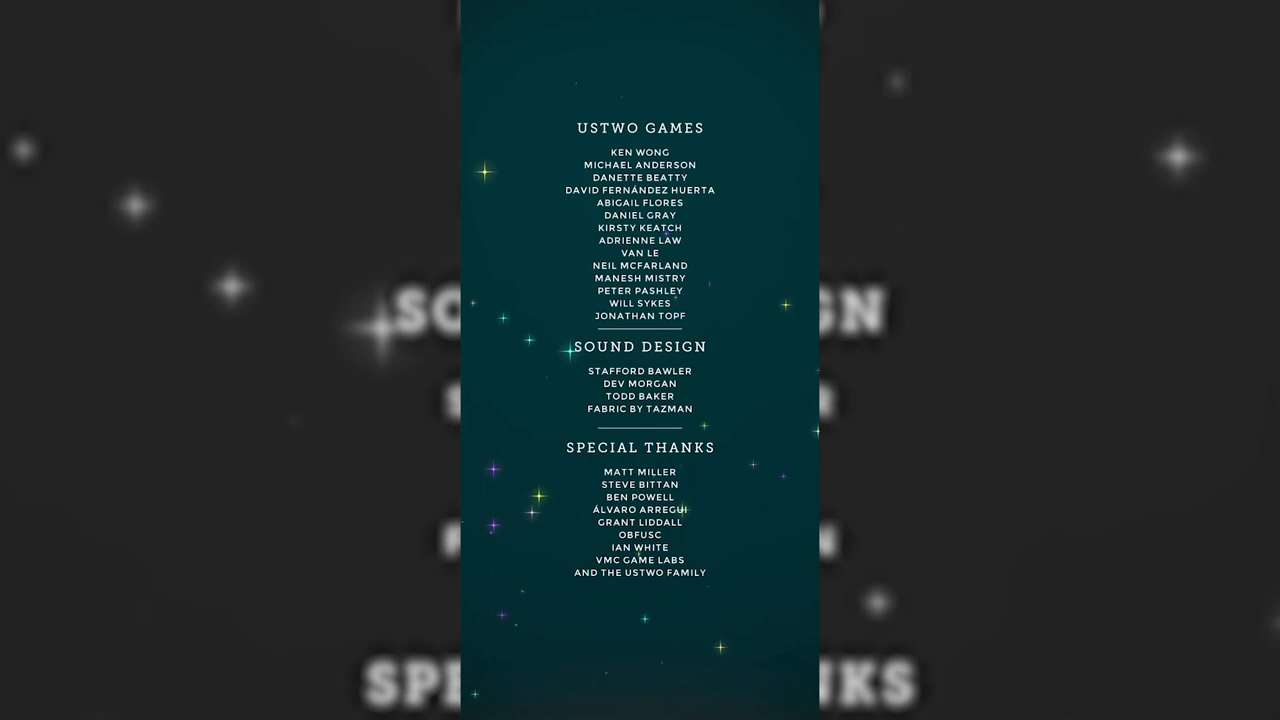 USTWO GAMES
KEN WONG
MICHAEL ANDERSON
DANETTE BEATTY
DAVID FERNÁNDEZ HUERTA
ABIGAIL FLORES
DANIEL GRAY
KIRSTY KEATCH
ADRIENNE LAW
VAN LE
NEIL MCFARLAND
MANESH MISTRY
PETER PASHLEY
WILL SYKES
JONATHAN TOPF
SOUND DESIGN
STAFFORD BAWLER
DEV MORGAN
TODD BAKER
FABRIC BY TAZMAN
SPECIAL THANKS
MATT MILLER
STEVE BITTAN
BEN POWELL
ÁLVARO ARREGUI
GRANT LIDDALL
OBFUSC
IAN WHITE
VMC GAME LABS
AND THE USTWO FAMILY